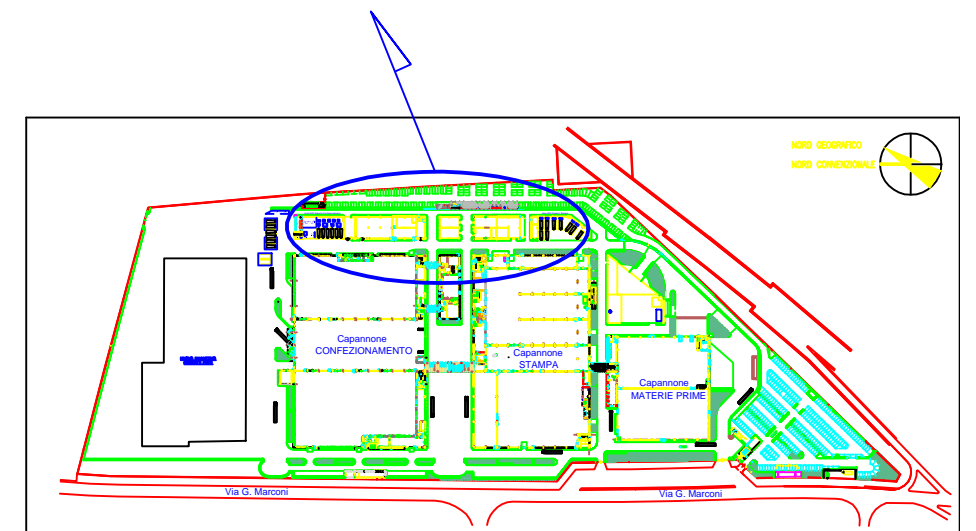 NORD GEOGRAFICO
NORD CONVENZIONALE
Capannone
CONFEZIONAMENTO
Capannone
STAMPA
Capannone
MATERIE PRIME
Via G. Marconi
Via G. Marconi